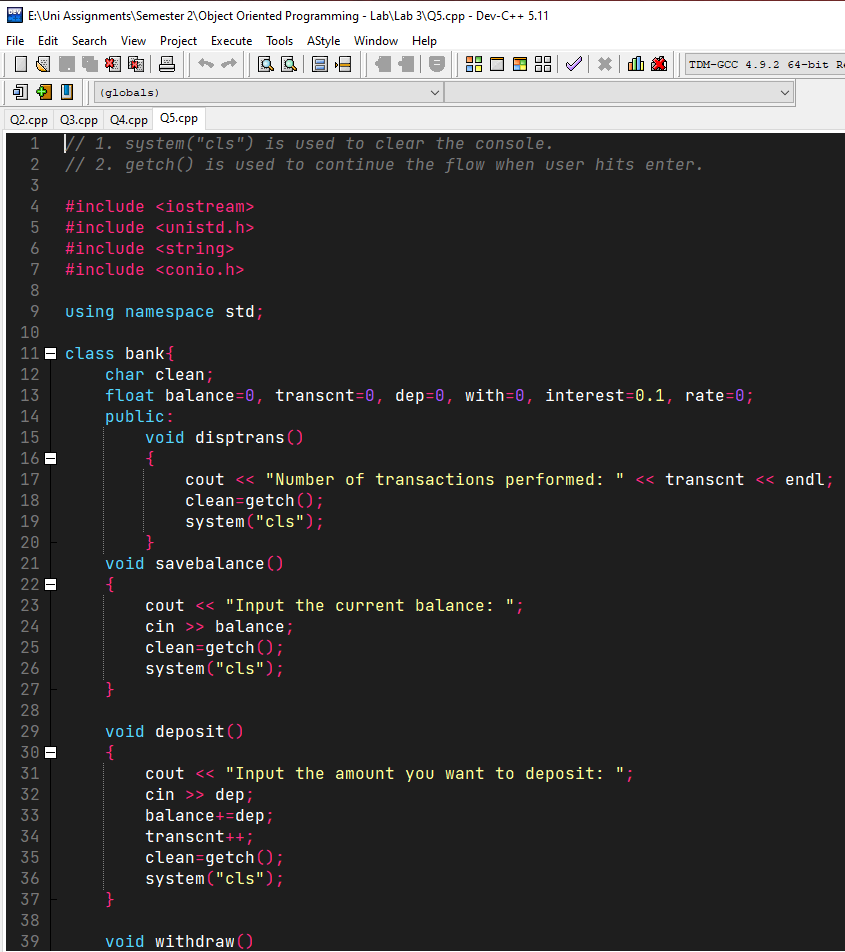 E:\Uni Assignments\Semester 2\Object Oriented Programming - Lab\Lab 3\Q5.cpp - Dev-C++ 5.11
File Edit Search View Project Execute Tools AStyle Window Help
TDM-GCC 4.9.2 64-bit Re
(globals)
Q2.cpp Q3.cpp Q4.cpp Q5.cpp
1 // 1. system("cls") is used to clear the console.
2 // 2. getch() is used to continue the flow when user hits enter.
3
4 #include <iostream>
5 #include <unistd.h>
6 #include <string>
7 #include <conio.h>
8
9 using namespace std;
10
11 class bank{
12 char clean;
13 float balance=0, transcnt=0, dep=0, with=0, interest=0.1, rate=0;
14 public:
15 void disptrans()
16 {
17 cout << "Number of transactions performed: " << transcnt << endl;
18 clean=getch();
19 system("cls");
20 }
21 void savebalance()
22 {
23 cout << "Input the current balance: ";
24 cin >> balance;
25 clean=getch();
26 system("cls");
27 }
28
29 void deposit()
30 {
31 cout << "Input the amount you want to deposit: ";
32 cin >> dep;
33 balance+=dep;
34 transcnt++;
35 clean=getch();
36 system("cls");
37 }
38
39 void withdraw()